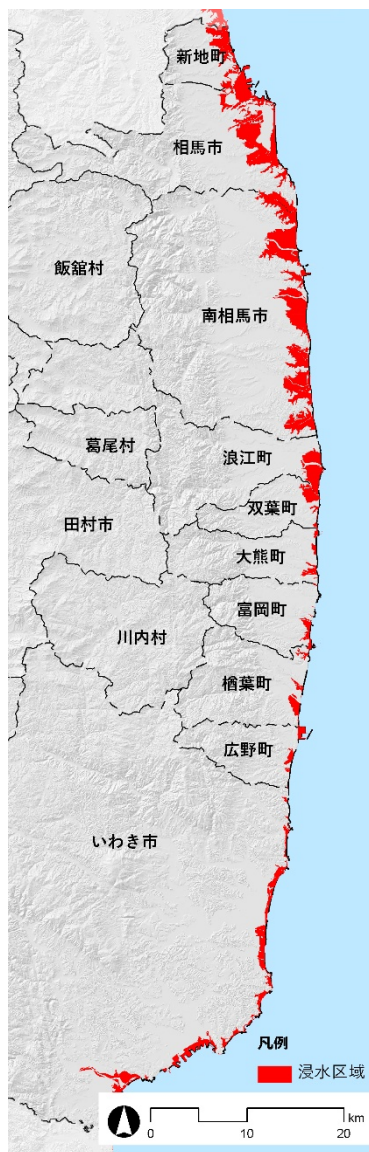 新地町
相馬市
飯舘村
南相馬市
葛尾村
浪江町
双葉町
田村市
大熊町
富岡町
川内村
楢葉町
広野町
いわき市
凡例
浸水区域
km
0 10 20